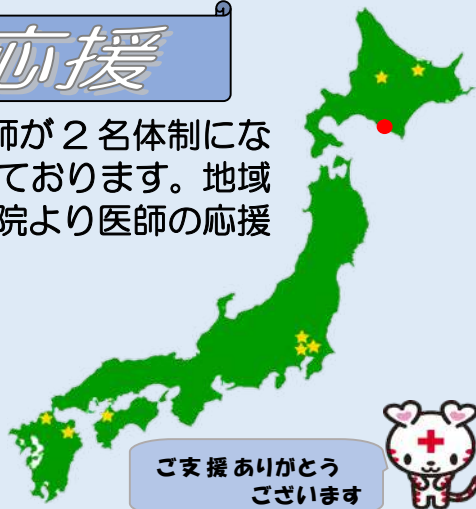 応援
師が２名体制にな
ております。地域
院より医師の応援
ご支援ありがとう
ございます